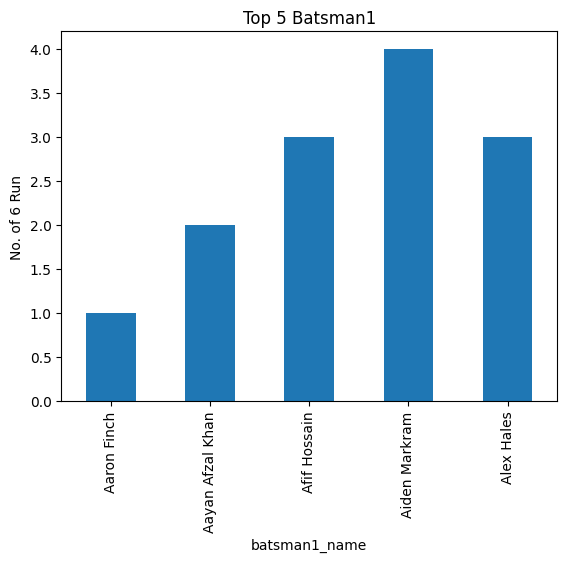 Top 5 Batsman1
No. of 6 Run
4.0
3.5
3.0
2.5
2.0
1.5
1.0
0.5
0.0
Aaron Finch
Aayan Afzal Khan
Afif Hossain
Aiden Markram
Alex Hales
batsman1_name